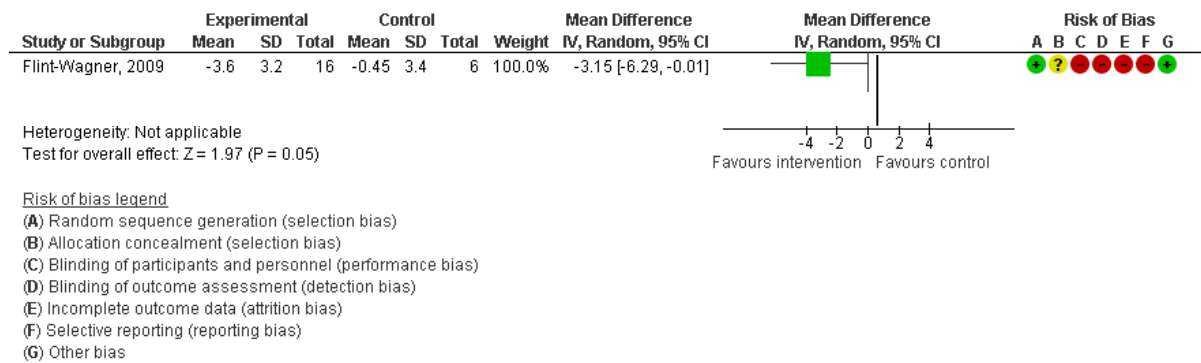 Experimental Control Mean Difference Mean Difference Risk of Bias
Study or Subgroup Mean SD Total Mean SD Total Weight IV, Random, 95% CI IV, Random, 95% CI A B C D E F G
Flint-Wagner, 2009 -3.6 3.2 16 -0.45 3.4 6 100.0% -3.15 [-6.29, -0.01] + ? - - - - +
Heterogeneity: Not applicable
Test for overall effect: Z = 1.97 (P = 0.05)
-4 -2 0 2 4
Favours intervention Favours control
Risk of bias legend
(A) Random sequence generation (selection bias)
(B) Allocation concealment (selection bias)
(C) Blinding of participants and personnel (performance bias)
(D) Blinding of outcome assessment (detection bias)
(E) Incomplete outcome data (attrition bias)
(F) Selective reporting (reporting bias)
(G) Other bias